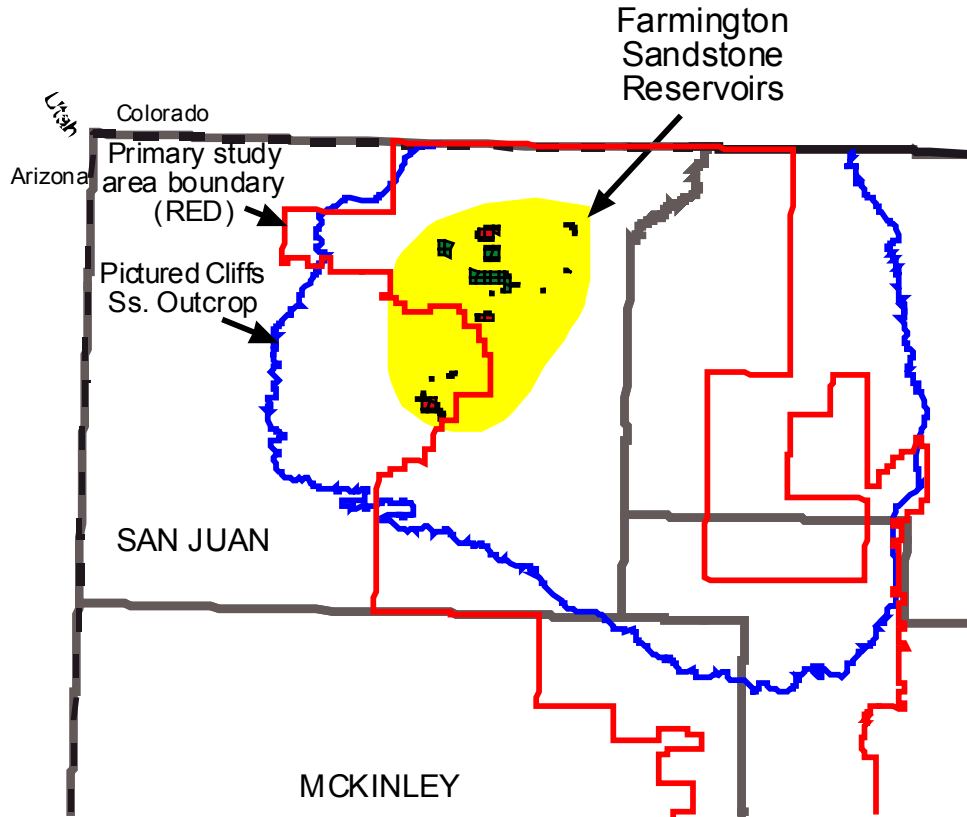 Farmington
Sandstone
Reservoirs
Utah
Colorado
Arizona
Primary study
area boundary
(RED)
Pictured Cliffs
Ss. Outcrop
SAN JUAN
MCKINLEY